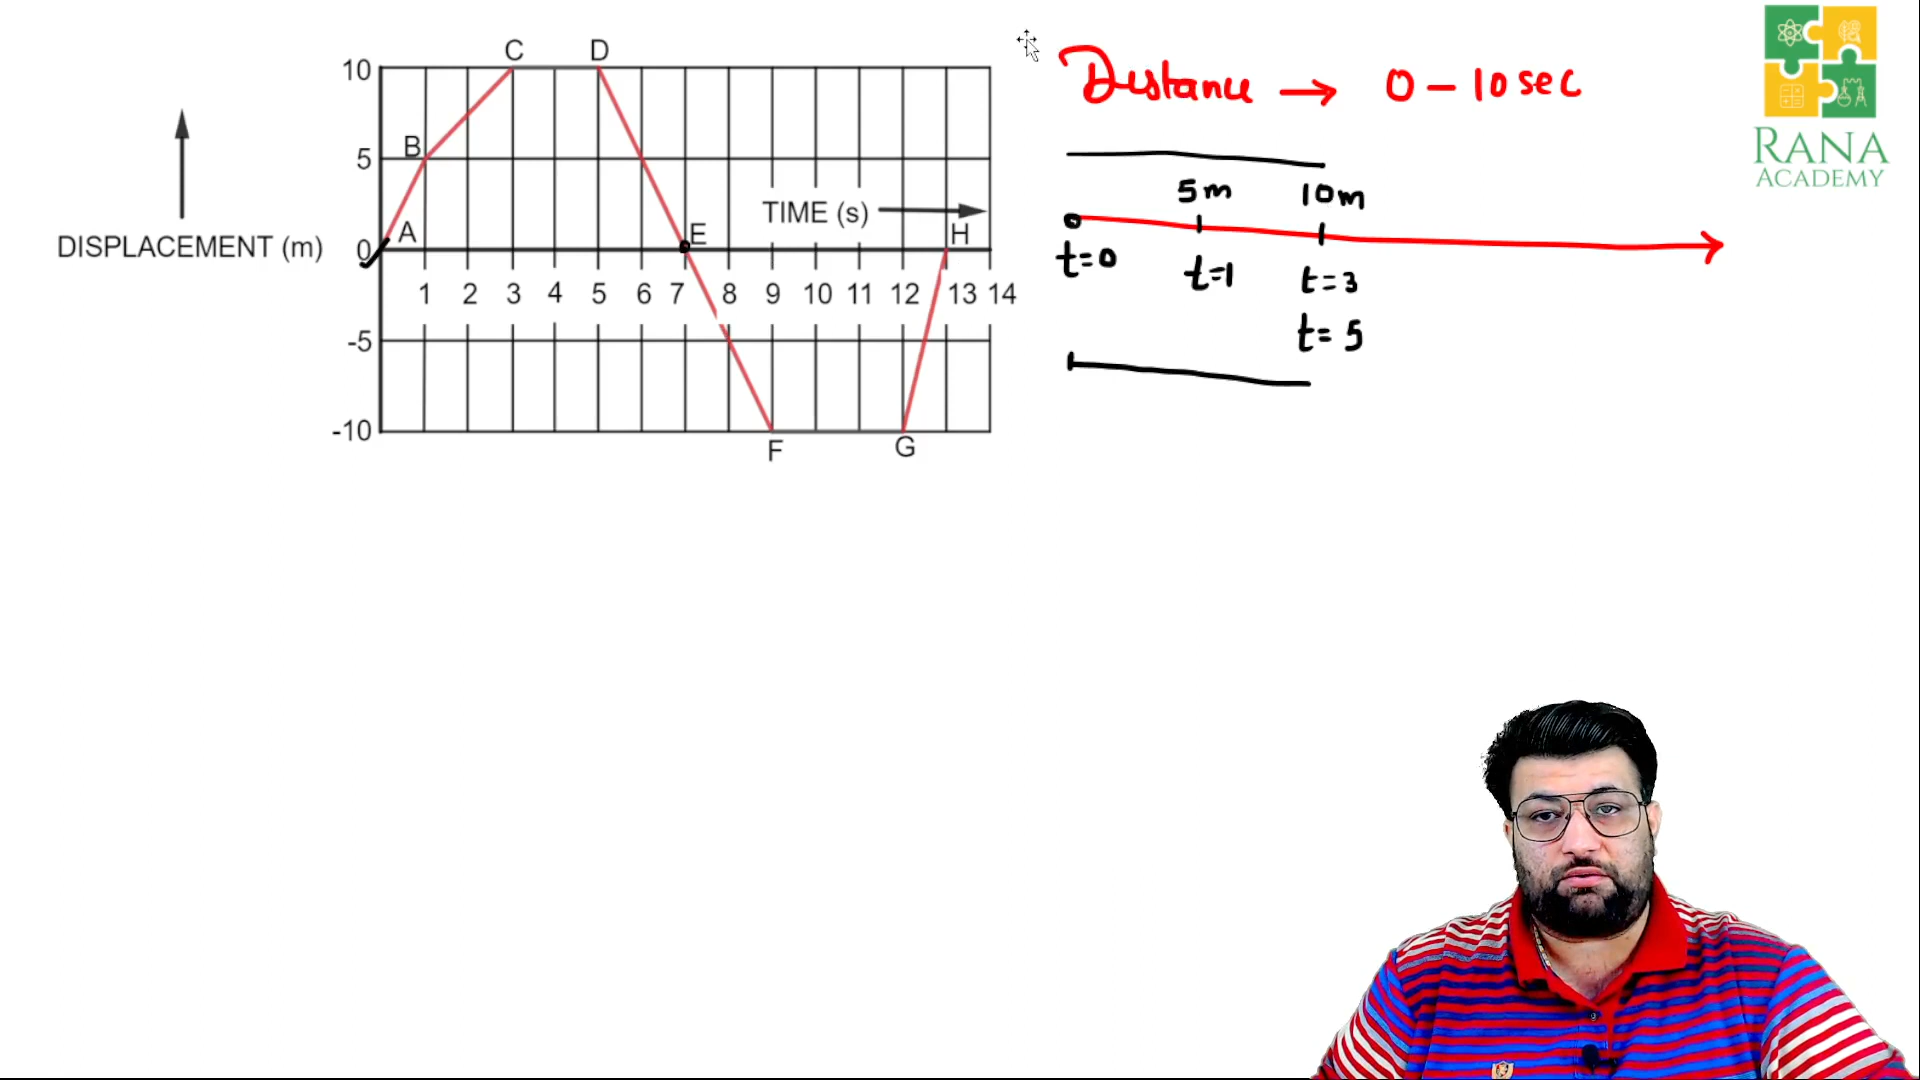 C D
10
B
5
TIME (s)
A
E
H
DISPLACEMENT (m)
0
1 2 3 4 5 6 7 8 9 10 11 12 13 14
-5
-10
F
G
Distance → 0 - 10 sec
5m 10m
t=0 t=1 t=3
t= 5
RANA
ACADEMY